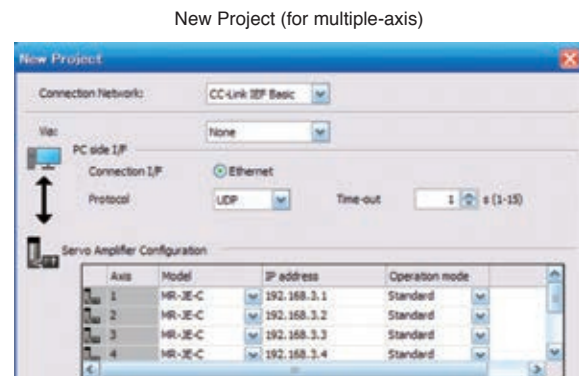 New Project (for multiple-axis)
New Project
Connection Network: CC-Link IEF Basic
Via: None
PC side I/F
Connection I/F Ethernet
Protocol UDP Time-out 1 s (1-15)
Servo Amplifier Configuration
Axis Model IP address Operation mode
1 MR-JE-C 192.168.3.1 Standard
2 MR-JE-C 192.168.3.2 Standard
3 MR-JE-C 192.168.3.3 Standard
4 MR-JE-C 192.168.3.4 Standard